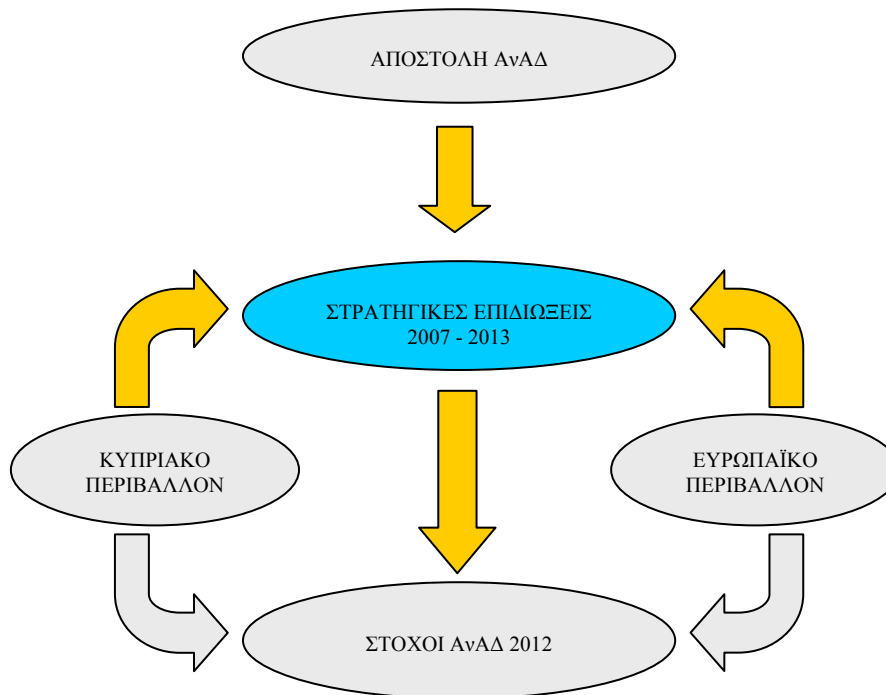 ΑΠΟΣΤΟΛΗ ΑνΑΔ
ΣΤΡΑΤΗΓΙΚΕΣ ΕΠΙΔΙΩΞΕΙΣ
2007 - 2013
ΚΥΠΡΙΑΚΟ
ΠΕΡΙΒΑΛΛΟΝ
ΕΥΡΩΠΑΪΚΟ
ΠΕΡΙΒΑΛΛΟΝ
ΣΤΟΧΟΙ ΑνΑΔ 2012